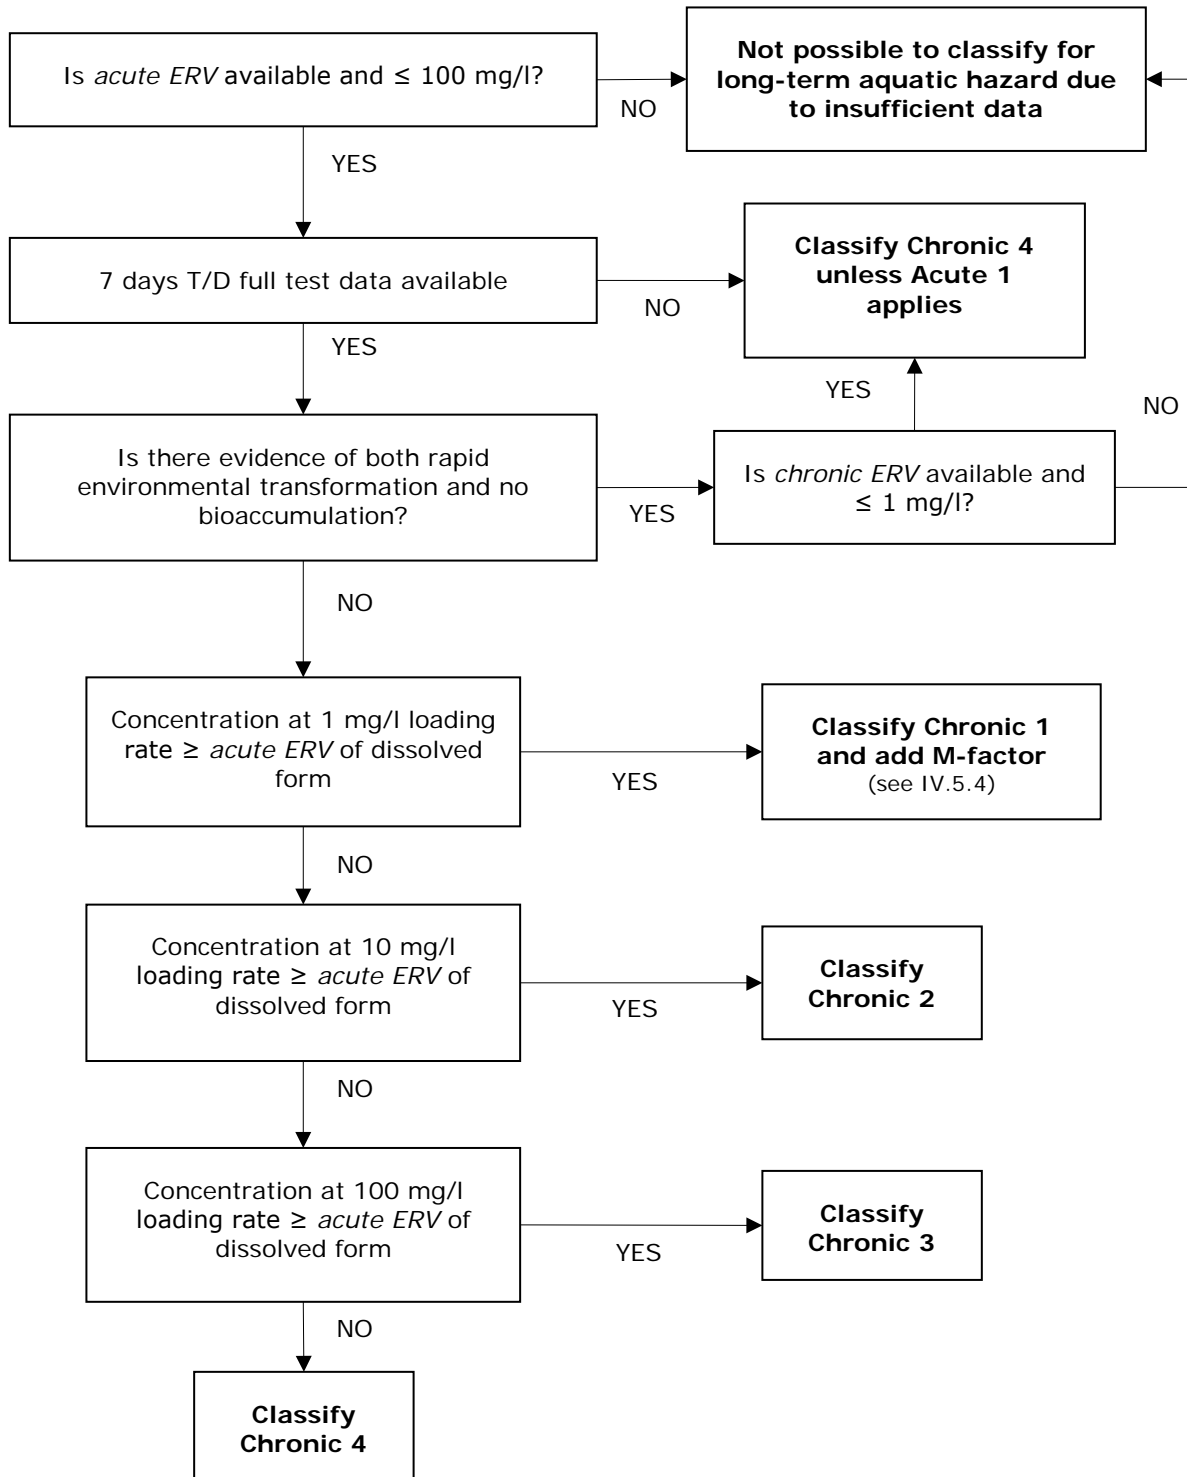 Is acute ERV available and ≤ 100 mg/l?
NO
Not possible to classify for
long-term aquatic hazard due
to insufficient data
YES
7 days T/D full test data available
NO
Classify Chronic 4
unless Acute 1
applies
YES
YES
NO
Is there evidence of both rapid
environmental transformation and no
bioaccumulation?
YES
Is chronic ERV available and
≤ 1 mg/l?
NO
Concentration at 1 mg/l loading
rate ≥ acute ERV of dissolved
form
YES
Classify Chronic 1
and add M-factor
(see IV.5.4)
NO
Concentration at 10 mg/l
loading rate ≥ acute ERV of
dissolved form
YES
Classify
Chronic 2
NO
Concentration at 100 mg/l
loading rate ≥ acute ERV of
dissolved form
YES
Classify
Chronic 3
NO
Classify
Chronic 4